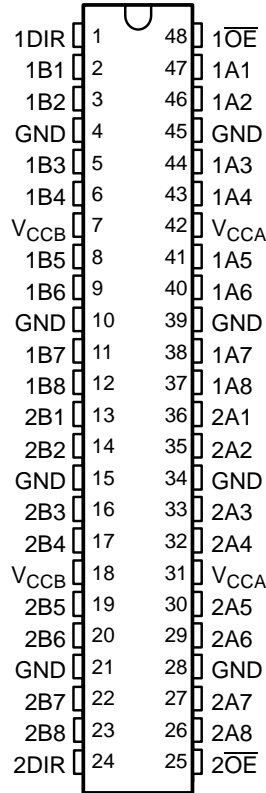 1DIR 1 48 1O̅E̅
1B1 2 47 1A1
1B2 3 46 1A2
GND 4 45 GND
1B3 5 44 1A3
1B4 6 43 1A4
VCCB 7 42 VCCA
1B5 8 41 1A5
1B6 9 40 1A6
GND 10 39 GND
1B7 11 38 1A7
1B8 12 37 1A8
2B1 13 36 2A1
2B2 14 35 2A2
GND 15 34 GND
2B3 16 33 2A3
2B4 17 32 2A4
VCCB 18 31 VCCA
2B5 19 30 2A5
2B6 20 29 2A6
GND 21 28 GND
2B7 22 27 2A7
2B8 23 26 2A8
2DIR 24 25 2O̅E̅